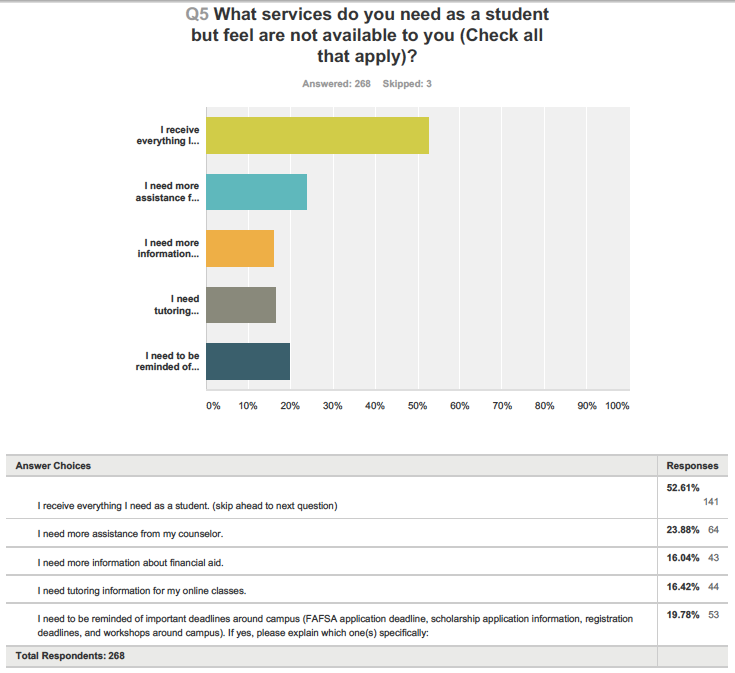 Q5 What services do you need as a student
but feel are not available to you (Check all
that apply)?
Answered: 268 Skipped: 3
I receive
everything I...
I need more
assistance f...
I need more
information...
I need
tutoring...
I need to be
reminded of...
0% 10% 20% 30% 40% 50% 60% 70% 80% 90% 100%
Answer Choices Responses
52.61%
141
I receive everything I need as a student. (skip ahead to next question)
I need more assistance from my counselor. 23.88% 64
I need more information about financial aid. 16.04% 43
I need tutoring information for my online classes. 16.42% 44
I need to be reminded of important deadlines around campus (FAFSA application deadline, scholarship application information, registration 19.78% 53
deadlines, and workshops around campus). If yes, please explain which one(s) specifically:
Total Respondents: 268